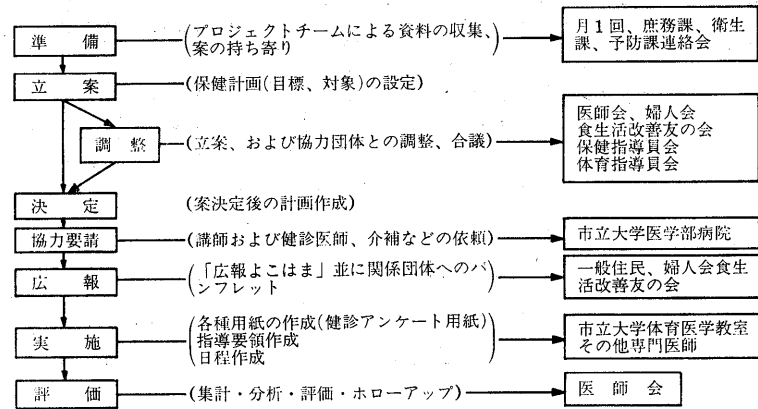 準備
(プロジェクトチームによる資料の収集、
案の持ち寄り)
月1回、庶務課、衛生
課、予防課連絡会
立案
(保健計画(目標、対象)の設定)
調整
(立案、および協力団体との調整、合議)
医師会、婦人会
食生活改善友の会
保健指導員会
体育指導員会
決定
(案決定後の計画作成)
協力要請
(講師および健診医師、介補などの依頼)
市立大学医学部病院
広報
(「広報よこはま」並に関係団体へのパ
ンフレット)
一般住民、婦人会食生
活改善友の会
実施
(各種用紙の作成(健診アンケート用紙)
指導要領作成
日程作成)
市立大学体育医学教室
その他専門医師
評価
(集計・分析・評価・ホローアップ)
医師会